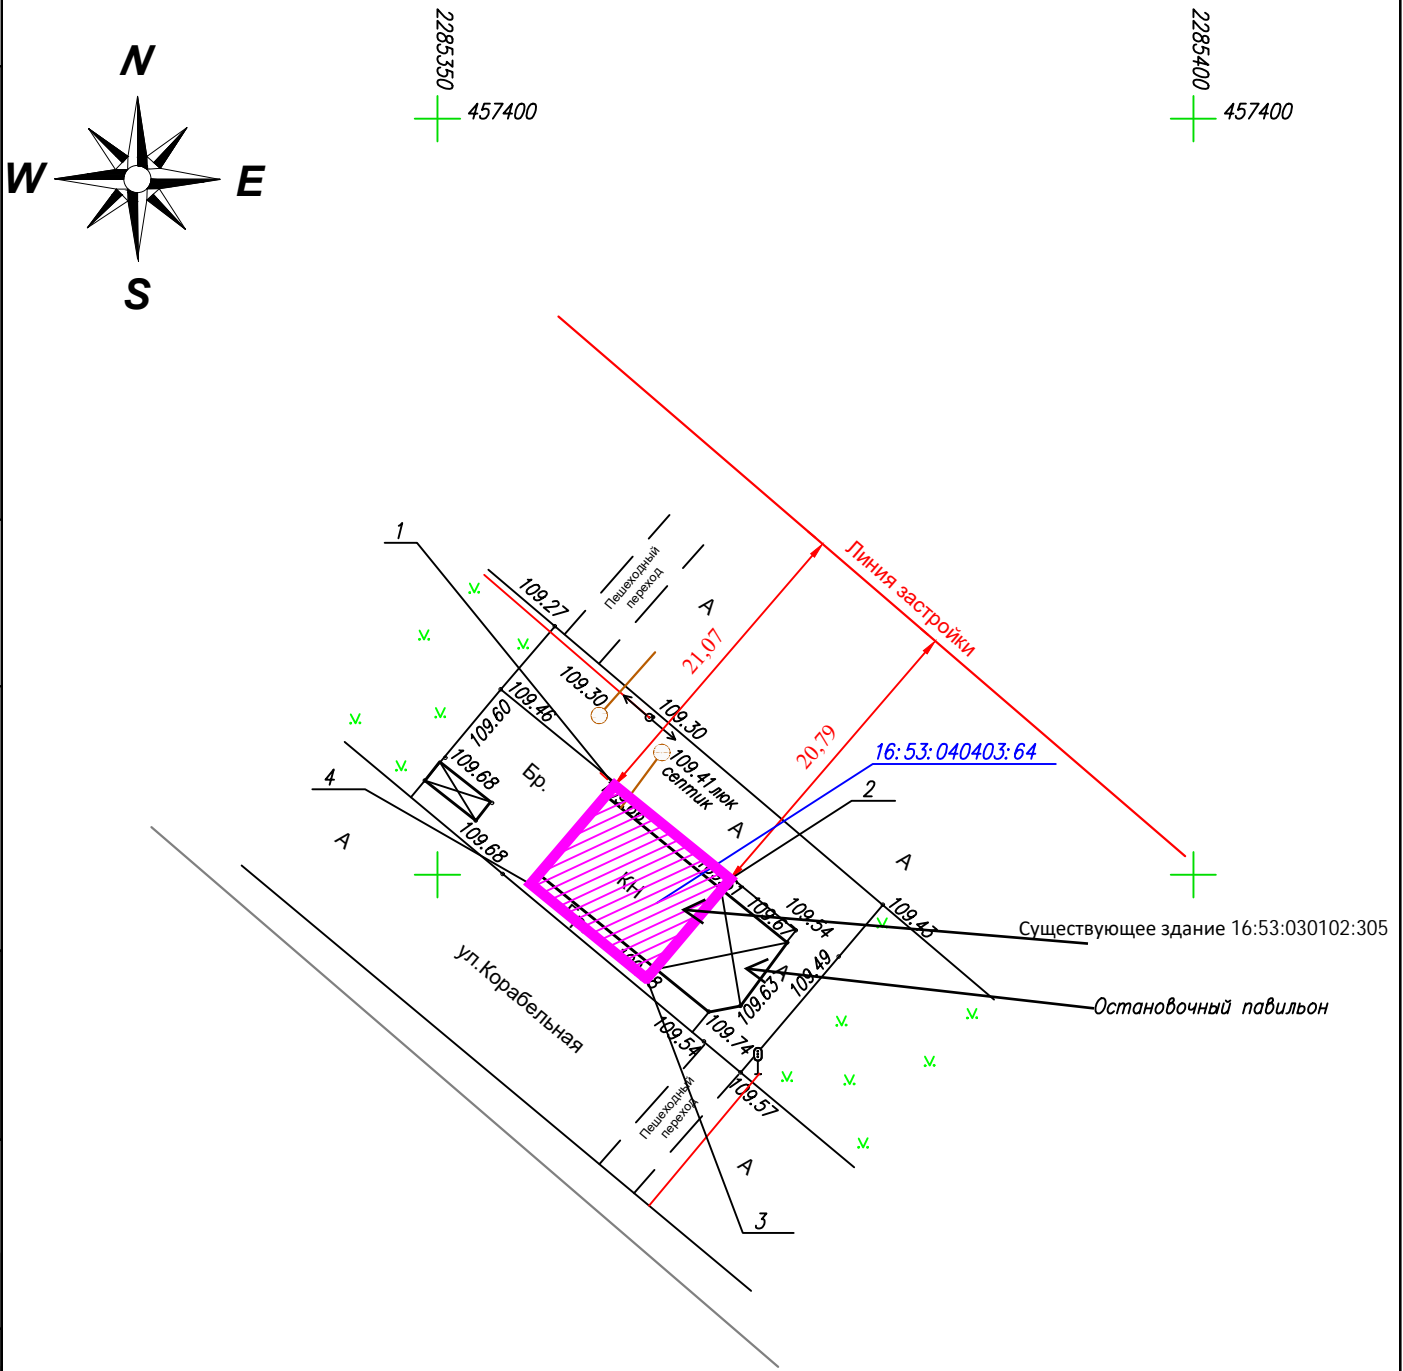 2285350
2285400
N
457400
457400
W
E
S
Линия застройки
1
Пешеходный
переход
109.27
А
21,07
109.30
109.46
109.30
109.60
20,79
16:53:040403:64
109.41 люк
септик
109.68
Бр.
4
2
А
109.68
А
А
КН
109.6
109.54
109.43
Существующее здание 16:53:030102:305
ул.Корабельная
109.49
А
109.63
Остановочный павильон
109.74
109.54
109.57
Пешеходный
переход
А
3